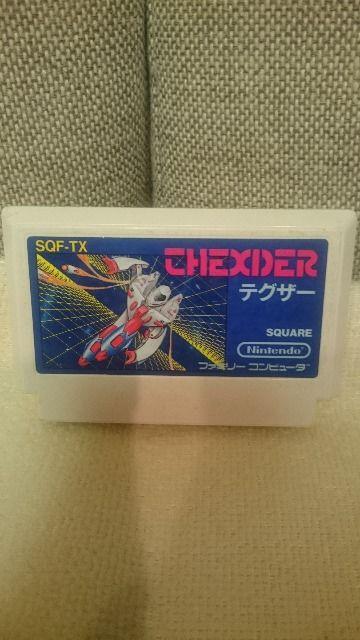 SQF-TX
THEXDER
テグザー
SQUARE
Nintendo
ファミリー コンピュータ